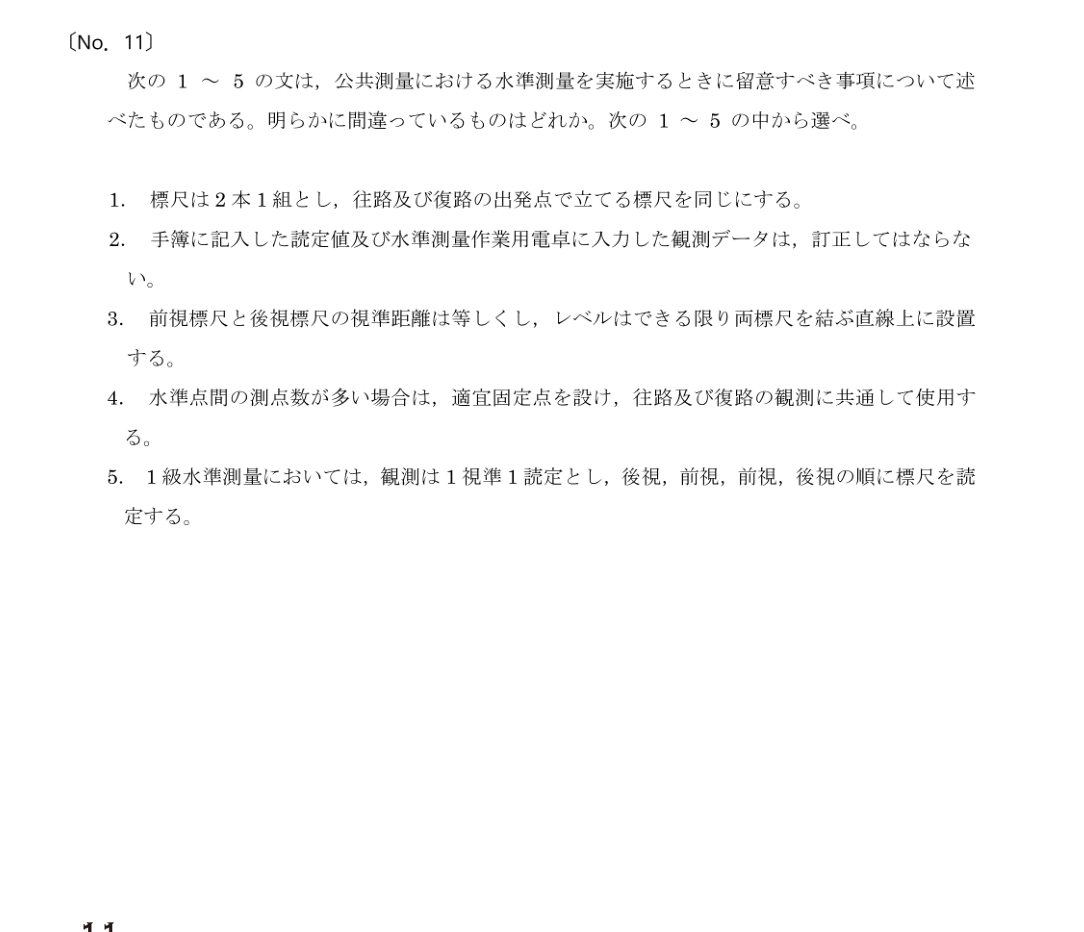 〔No．11〕
次の 1 ～ 5 の文は，公共測量における水準測量を実施するときに留意すべき事項について述
べたものである。明らかに間違っているものはどれか。次の 1 ～ 5 の中から選べ。
1．標尺は 2 本 1 組とし，往路及び復路の出発点で立てる標尺を同じにする。
2．手簿に記入した読定値及び水準測量作業用電卓に入力した観測データは，訂正してはならな
い。
3．前視標尺と後視標尺の視準距離は等しくし，レベルはできる限り両標尺を結ぶ直線上に設置
する。
4．水準点間の測点数が多い場合は，適宜固定点を設け，往路及び復路の観測に共通して使用す
る。
5．1 級水準測量においては，観測は 1 視準 1 読定とし，後視，前視，前視，後視の順に標尺を読
定する。
11